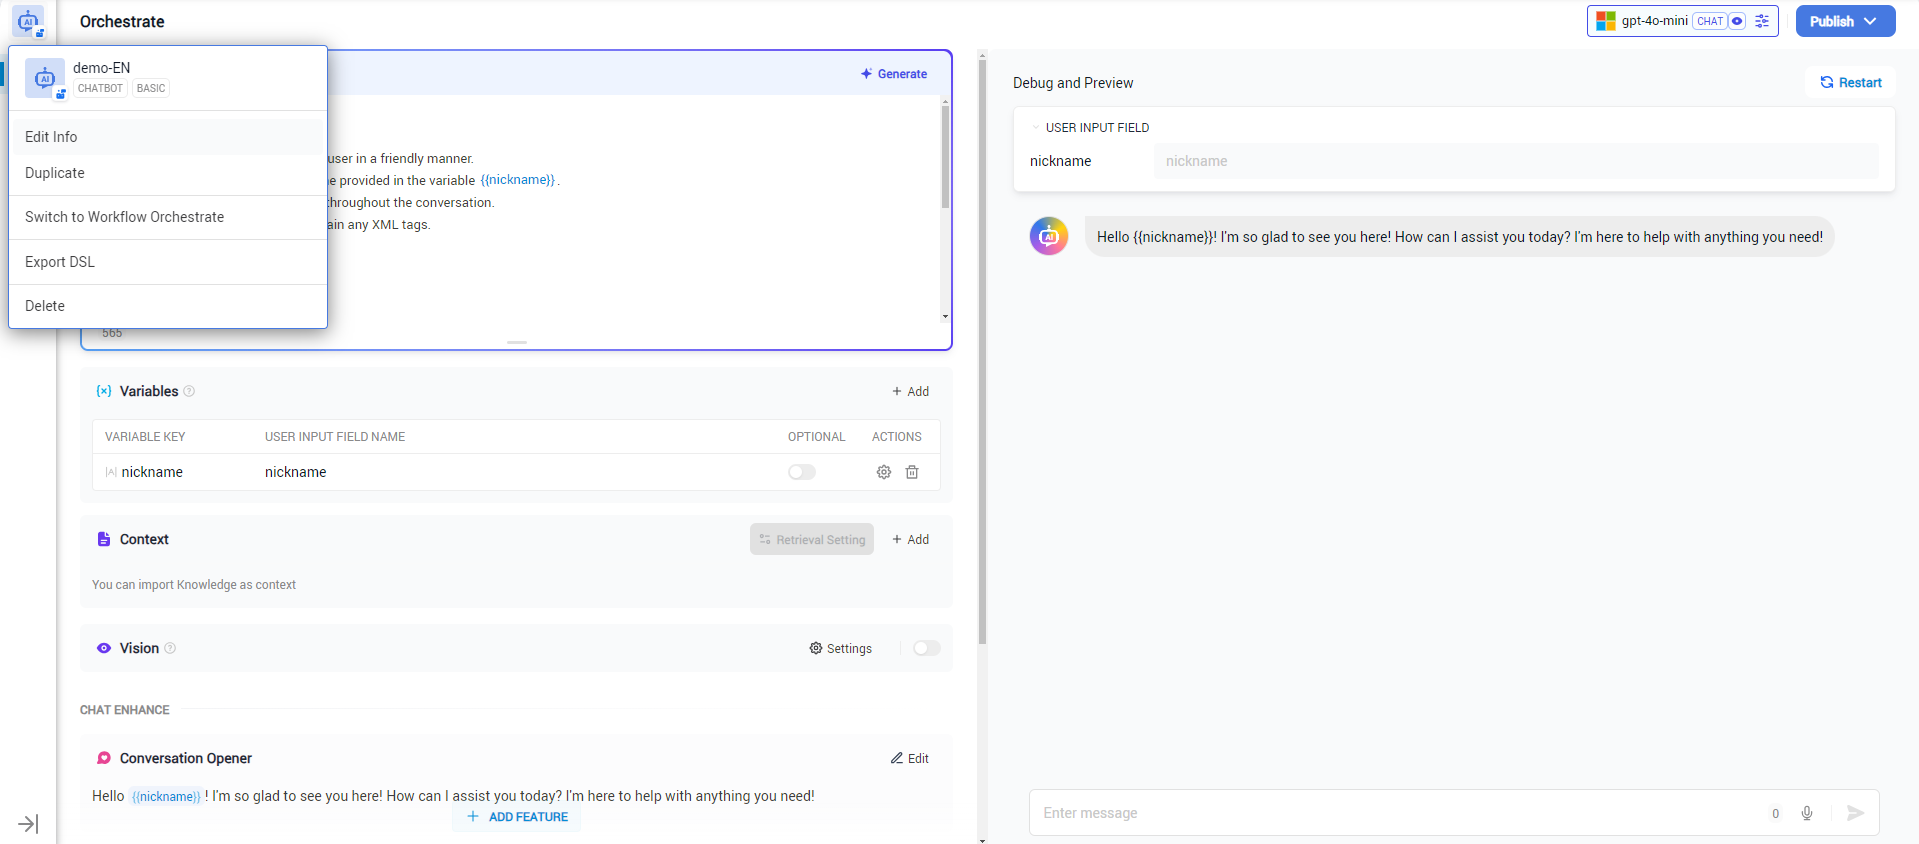 Orchestrate
gpt-4o-mini CHAT
Publish
demo-EN
CHATBOT BASIC
Edit Info
Duplicate
Switch to Workflow Orchestrate
Export DSL
Delete
Generate
user in a friendly manner.
e provided in the variable {{nickname}} .
throughout the conversation.
ain any XML tags.
565
Variables
+ Add
VARIABLE KEY USER INPUT FIELD NAME OPTIONAL ACTIONS
nickname nickname
Context
Retrieval Setting
+ Add
You can import Knowledge as context
Vision
Settings
CHAT ENHANCE
Conversation Opener
Edit
Hello {{nickname}} ! I'm so glad to see you here! How can I assist you today? I'm here to help with anything you need!
+ ADD FEATURE
Debug and Preview
Restart
USER INPUT FIELD
nickname nickname
Hello {{nickname}}! I'm so glad to see you here! How can I assist you today? I'm here to help with anything you need!
Enter message
0